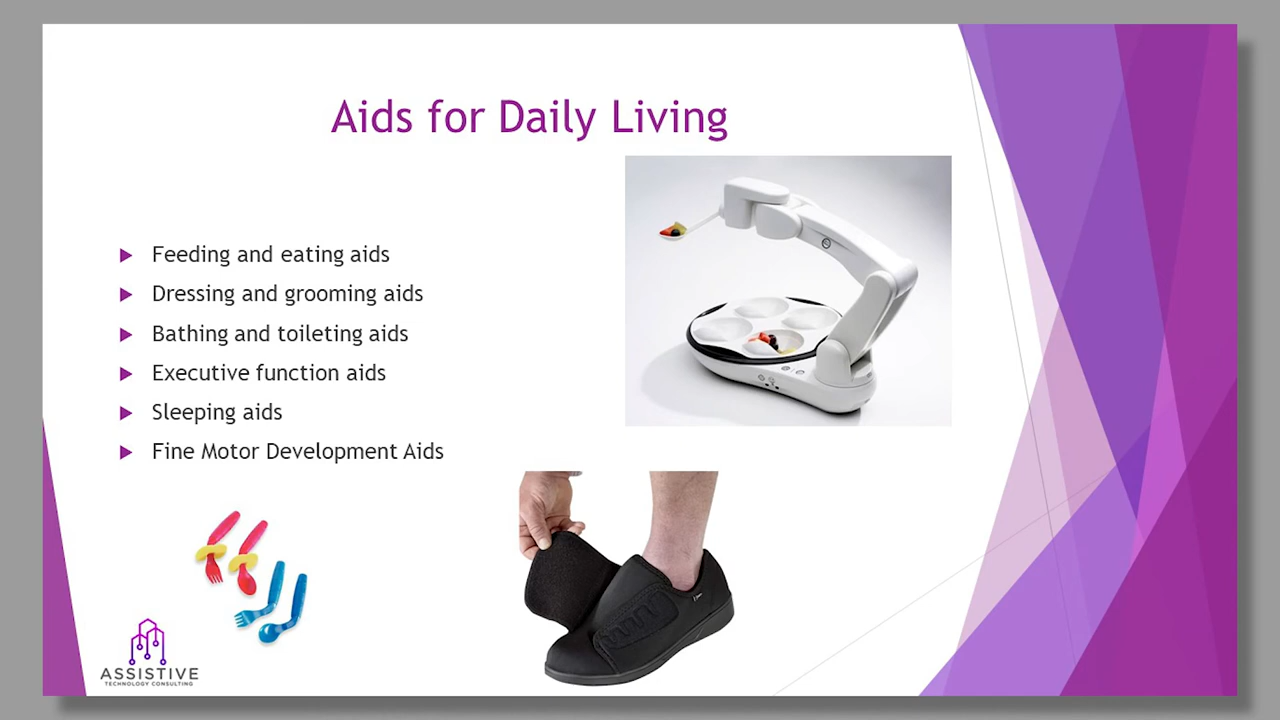 Aids for Daily Living
Feeding and eating aids
Dressing and grooming aids
Bathing and toileting aids
Executive function aids
Sleeping aids
Fine Motor Development Aids
ASSISTIVE
TECHNOLOGY CONSULTING